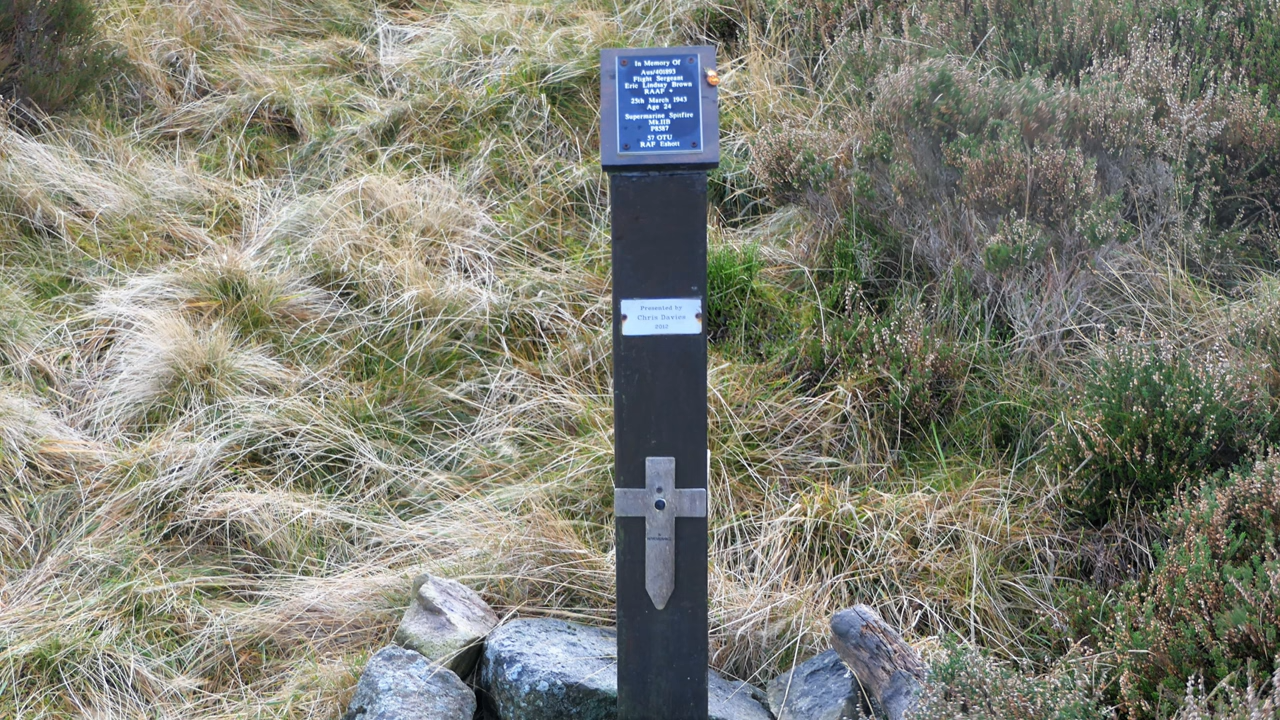 In Memory Of
Aus/401893
Flight Sergeant
Eric Lindsey Brown
RAAF +
25th March 1943
Age 24
Supermarine Spitfire
Mk.IIB
P8587
57 OTU
RAF Eshott
Presented by
Chris Davies
2012